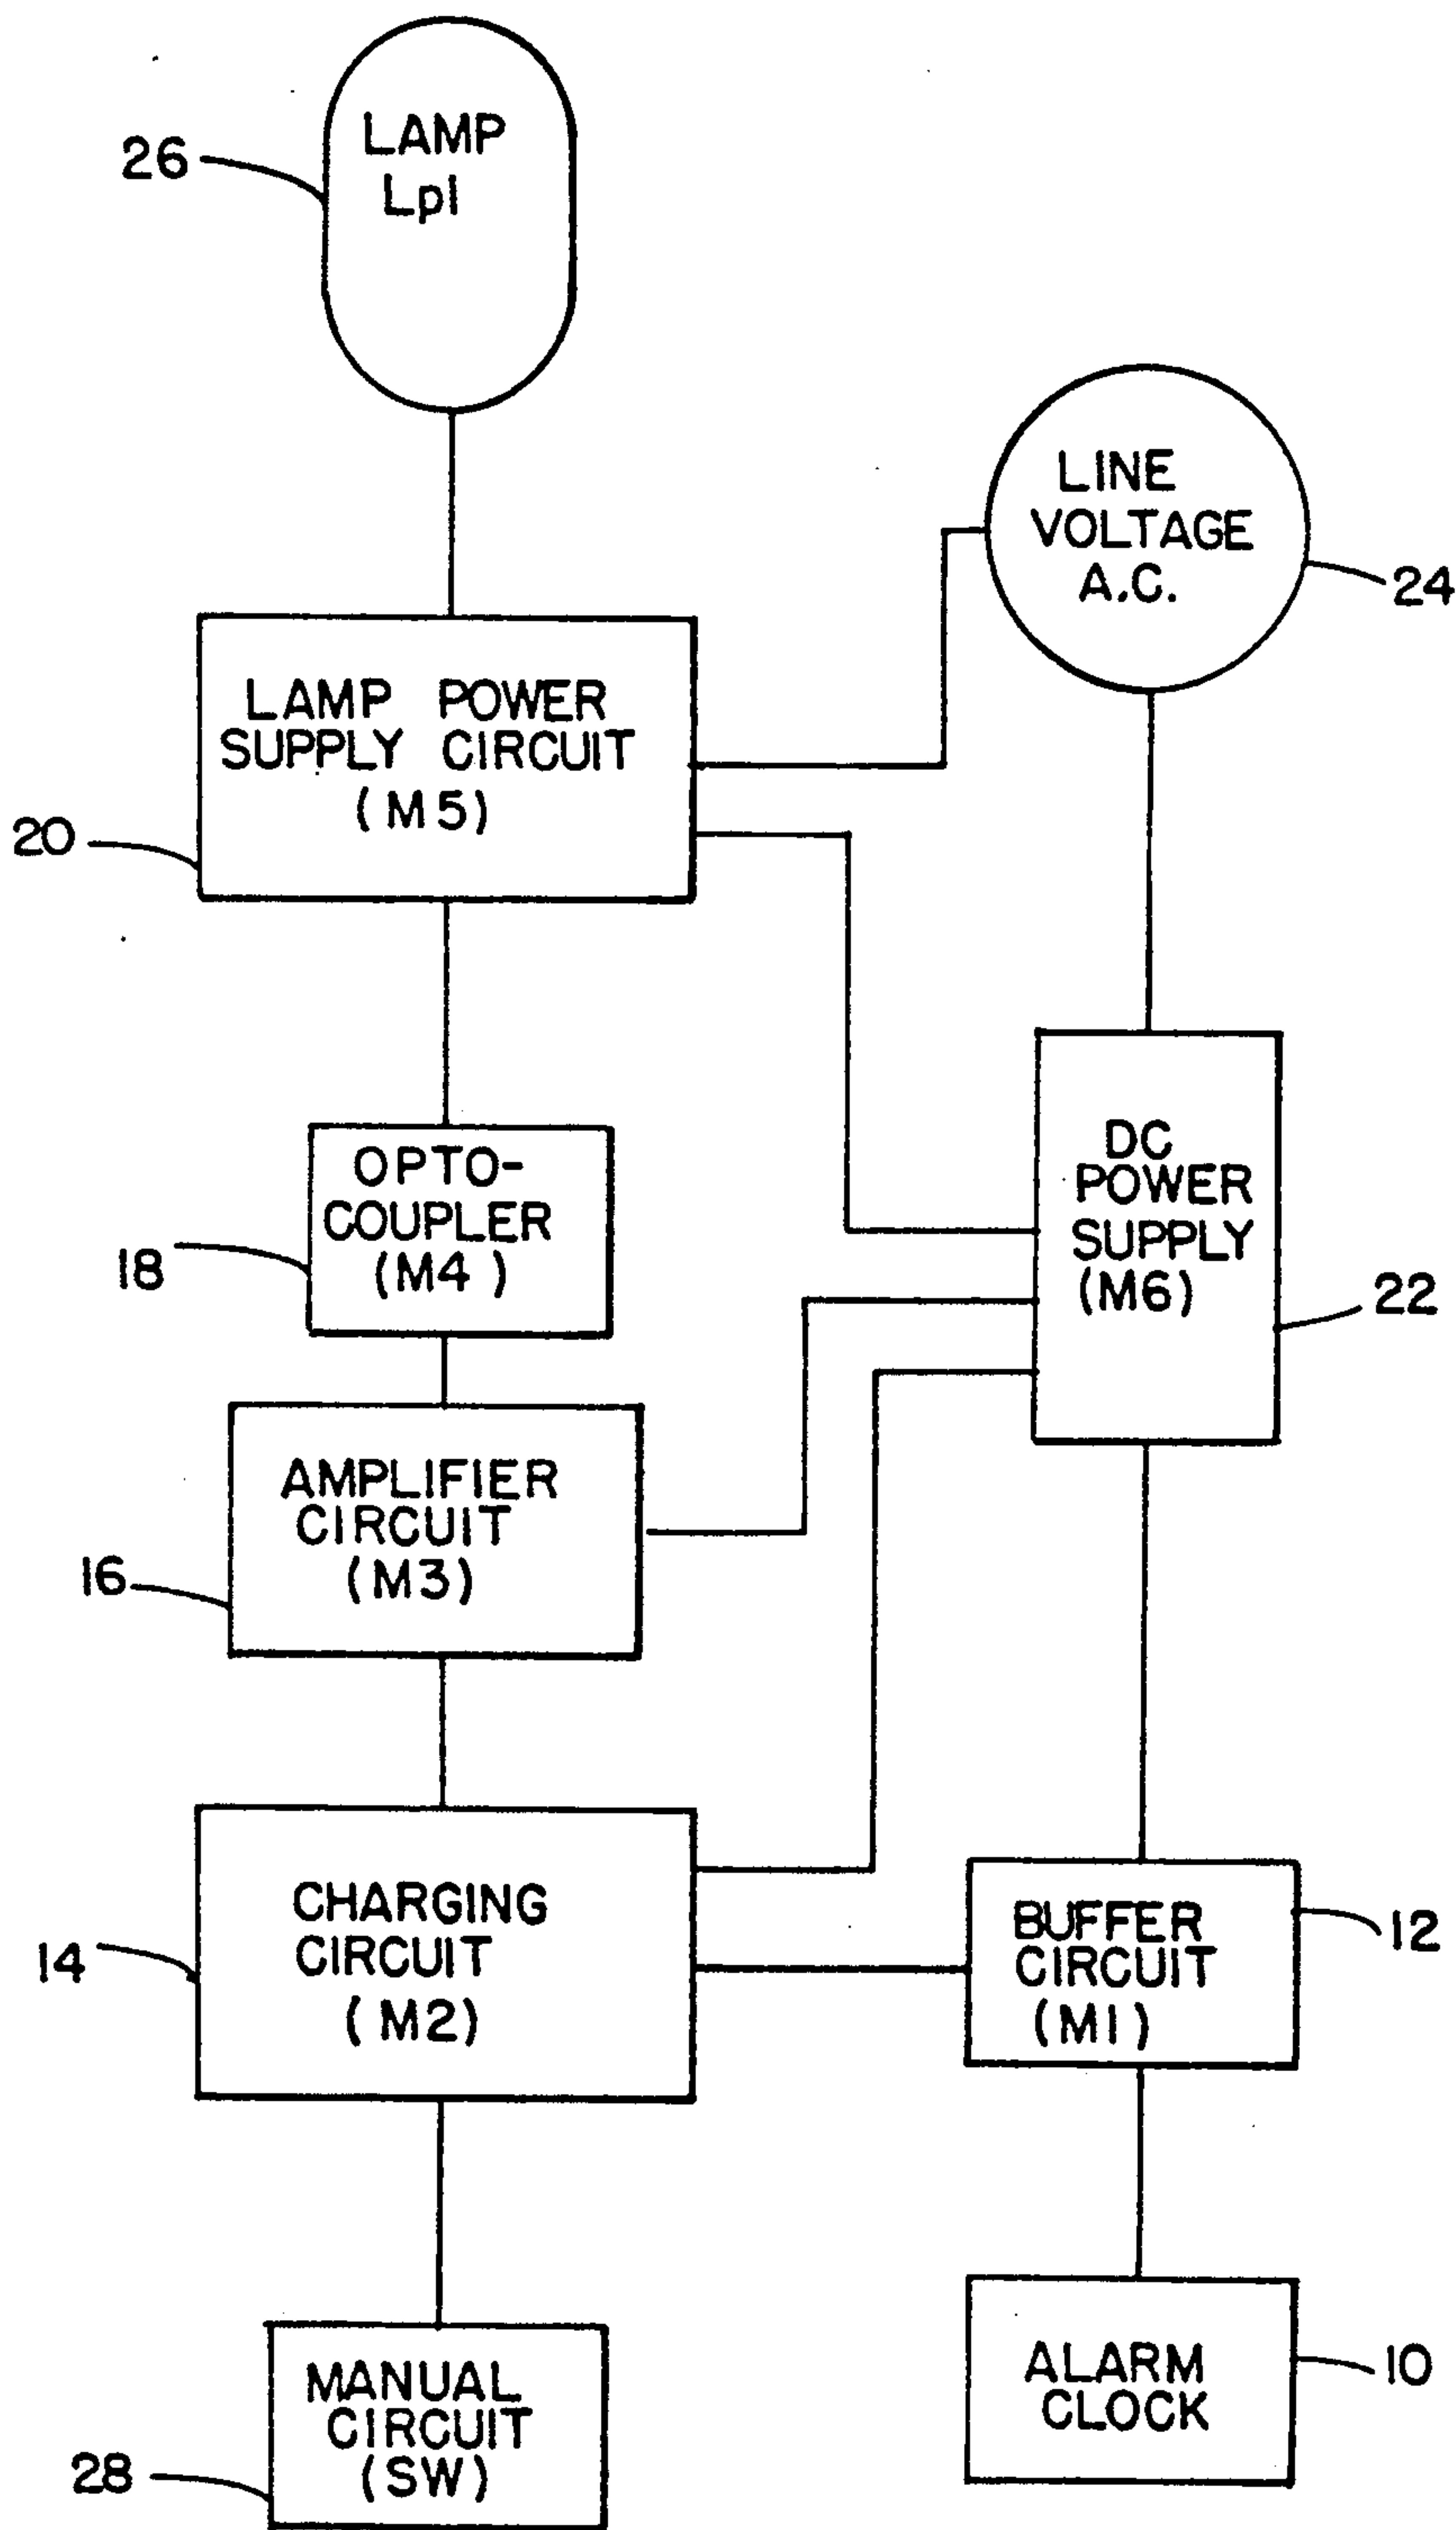 LAMP
Lp1
26
LINE
VOLTAGE
A.C.
24
LAMP POWER
SUPPLY CIRCUIT
(M5)
20
OPTO-
COUPLER
(M4)
18
DC
POWER
SUPPLY
(M6)
22
AMPLIFIER
CIRCUIT
(M3)
16
CHARGING
CIRCUIT
(M2)
14
BUFFER
CIRCUIT
(M1)
12
MANUAL
CIRCUIT
(SW)
28
ALARM
CLOCK
10